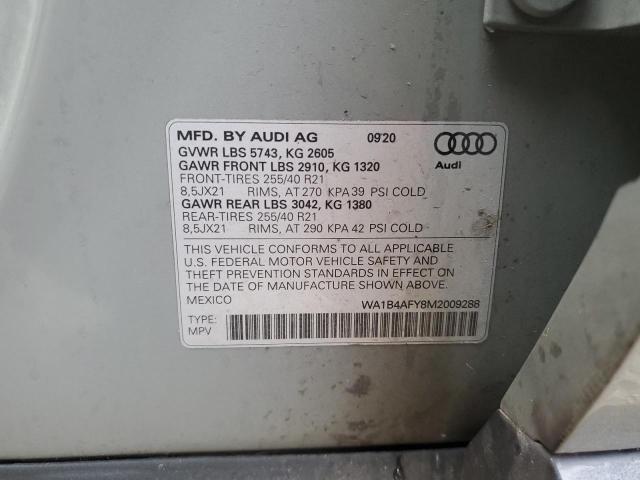 MFD. BY AUDI AG 09'20
GVWR LBS 5743, KG 2605
GAWR FRONT LBS 2910, KG 1320
FRONT-TIRES 255/40 R21
8,5JX21 RIMS, AT 270 KPA 39 PSI COLD
GAWR REAR LBS 3042, KG 1380
REAR-TIRES 255/40 R21
8,5JX21 RIMS, AT 290 KPA 42 PSI COLD
Audi
THIS VEHICLE CONFORMS TO ALL APPLICABLE
U.S. FEDERAL MOTOR VEHICLE SAFETY AND
THEFT PREVENTION STANDARDS IN EFFECT ON
THE DATE OF MANUFACTURE SHOWN ABOVE.
MEXICO WA1B4AFY8M2009288
TYPE:
MPV